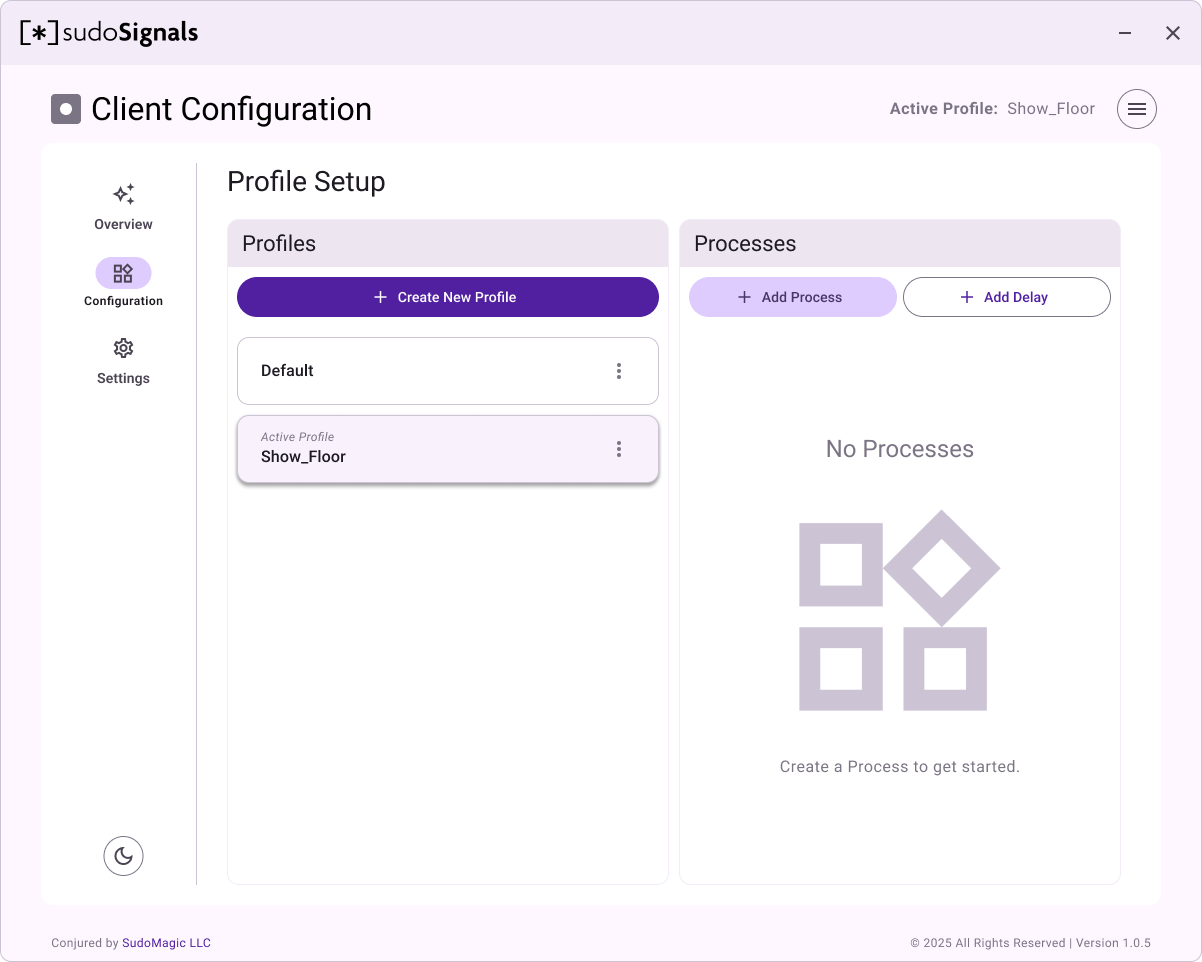 [*]sudoSignals
Client Configuration
Active Profile: Show_Floor
Overview
Configuration
Settings
Profile Setup
Profiles
Create New Profile
Default
Active Profile
Show_Floor
Processes
Add Process
Add Delay
No Processes
Create a Process to get started.
Conjured by SudoMagic LLC
© 2025 All Rights Reserved | Version 1.0.5